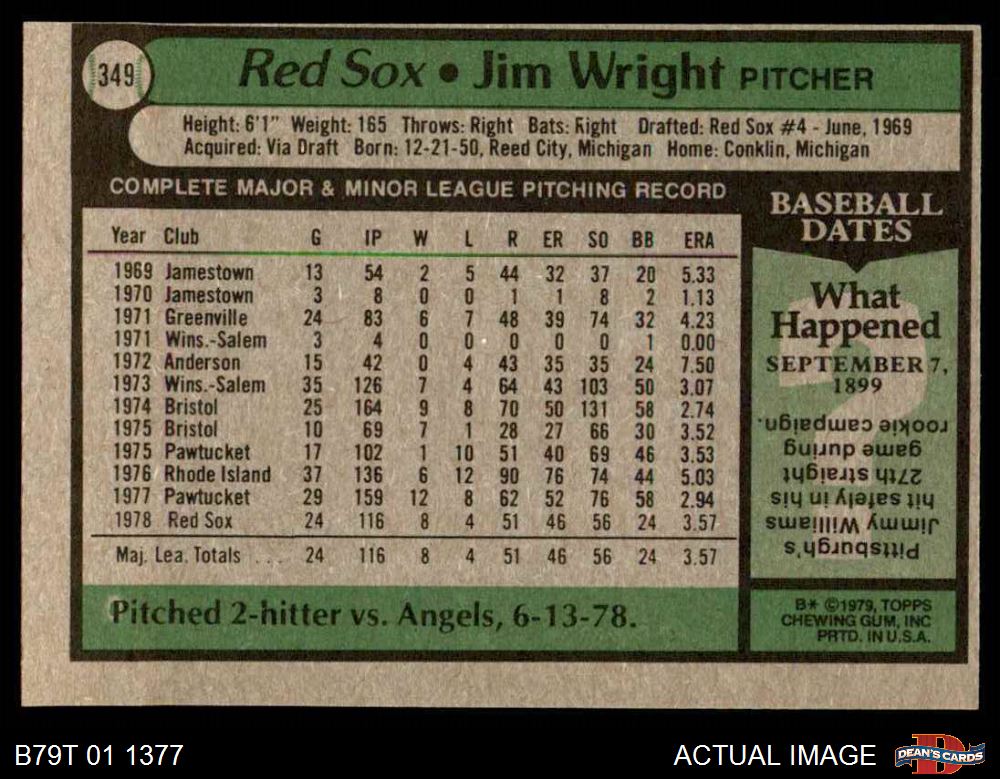 349
Red Sox • Jim Wright PITCHER
Height: 6'1" Weight: 165 Throws: Right Bats: Right Drafted: Red Sox #4 - June, 1969
Acquired: Via Draft Born: 12-21-50, Reed City, Michigan Home: Conklin, Michigan
COMPLETE MAJOR & MINOR LEAGUE PITCHING RECORD
Year Club G IP W L R ER SO BB ERA
1969 Jamestown 13 54 2 5 44 32 37 20 5.33
1970 Jamestown 3 8 0 0 1 1 8 2 1.13
1971 Greenville 24 83 6 7 48 39 74 32 4.23
1971 Wins.-Salem 3 4 0 0 0 0 0 1 0.00
1972 Anderson 15 42 0 4 43 35 35 24 7.50
1973 Wins.-Salem 35 126 7 4 64 43 103 50 3.07
1974 Bristol 25 164 9 8 70 50 131 58 2.74
1975 Bristol 10 69 7 1 28 27 66 30 3.52
1975 Pawtucket 17 102 1 10 51 40 69 46 3.53
1976 Rhode Island 37 136 6 12 90 76 74 44 5.03
1977 Pawtucket 29 159 12 8 62 52 76 58 2.94
1978 Red Sox 24 116 8 4 51 46 56 24 3.57
Maj. Lea. Totals ... 24 116 8 4 51 46 56 24 3.57
Pitched 2-hitter vs. Angels, 6-13-78.
BASEBALL
DATES
What
Happened
SEPTEMBER 7,
1899
Pittsburgh's
Jimmy Williams
hit safely in his
27th straight
game during
rookie campaign.
B* ©1979, TOPPS
CHEWING GUM, INC
PRTD. IN U.S.A.
B79T 01 1377
ACTUAL IMAGE
D
DEAN'S CARDS